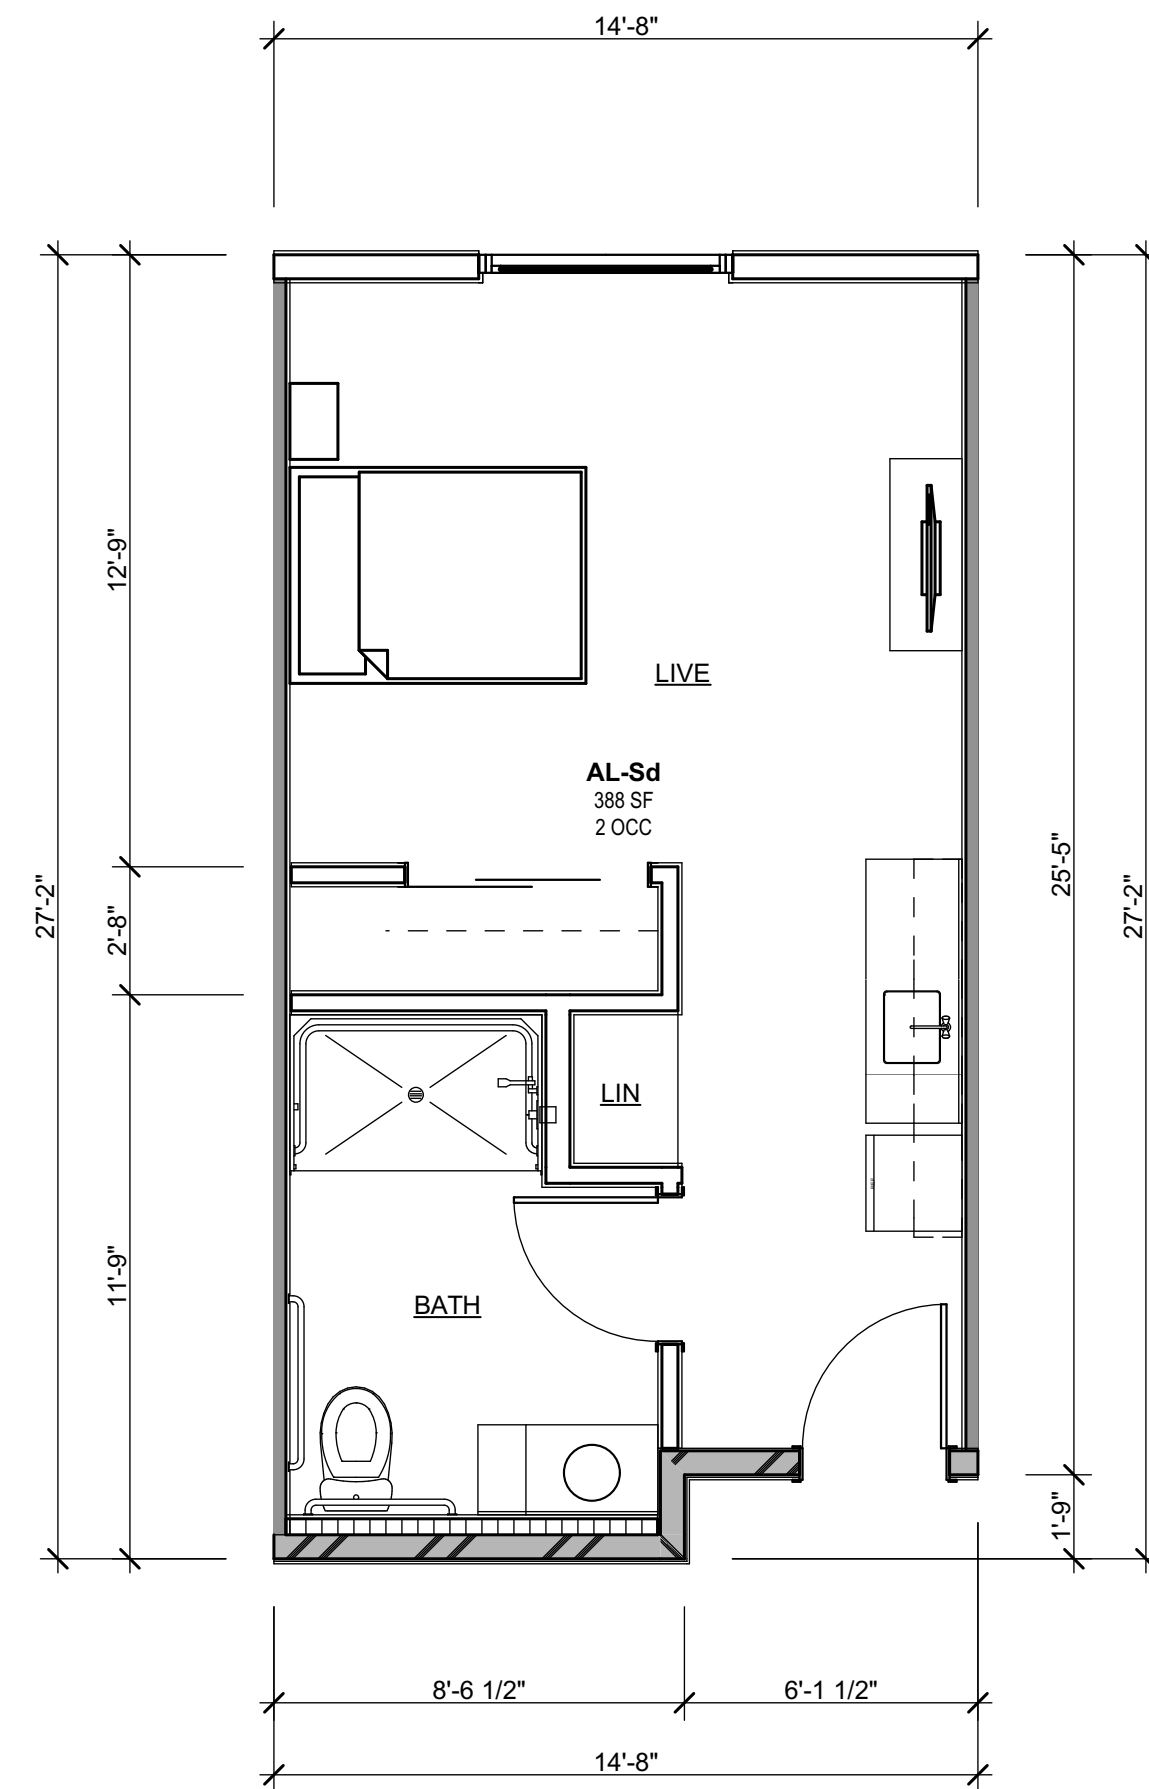 14'-8"
12'-9"
LIVE
AL-Sd
388 SF
2 OCC
27'-2"
2'-8"
25'-5"
27'-2"
LIN
REF
11'-9"
BATH
1'-9"
8'-6 1/2"
6'-1 1/2"
14'-8"